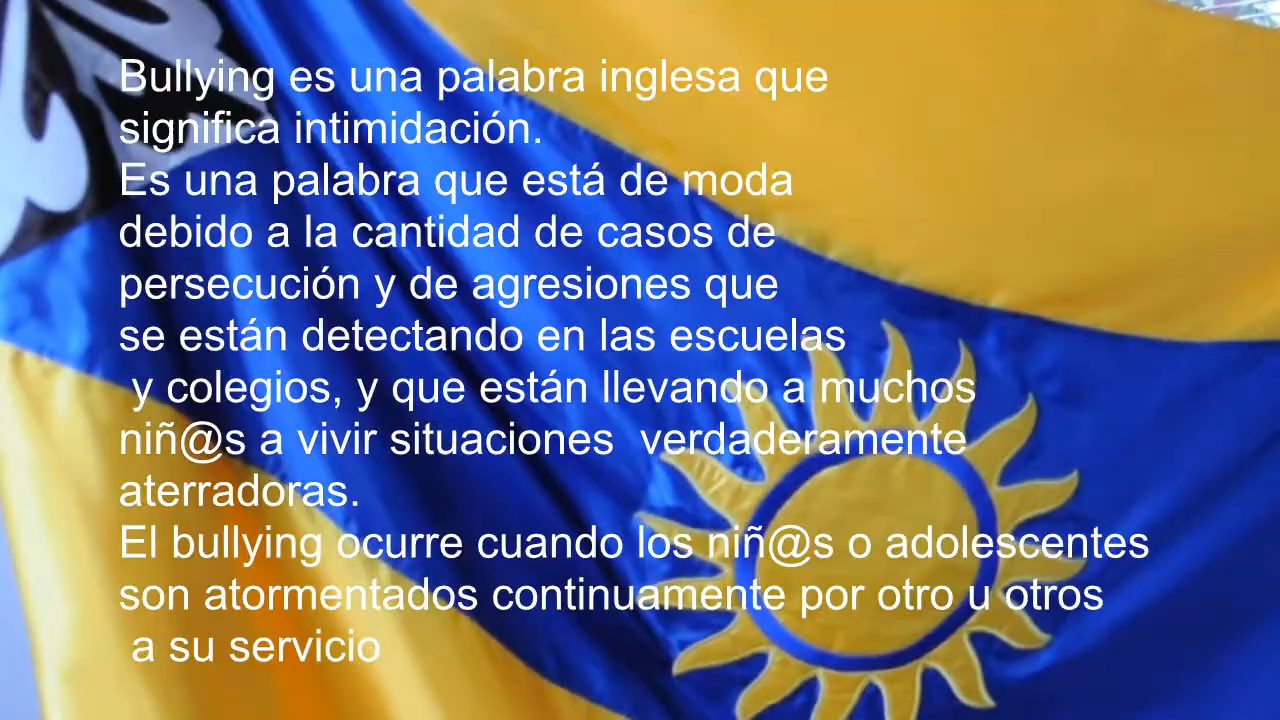 Bullying es una palabra inglesa que
significa intimidación.
Es una palabra que está de moda
debido a la cantidad de casos de
persecución y de agresiones que
se están detectando en las escuelas
y colegios, y que están llevando a muchos
niñ@s a vivir situaciones  verdaderamente
aterradoras.
El bullying ocurre cuando los niñ@s o adolescentes
son atormentados continuamente por otro u otros
a su servicio